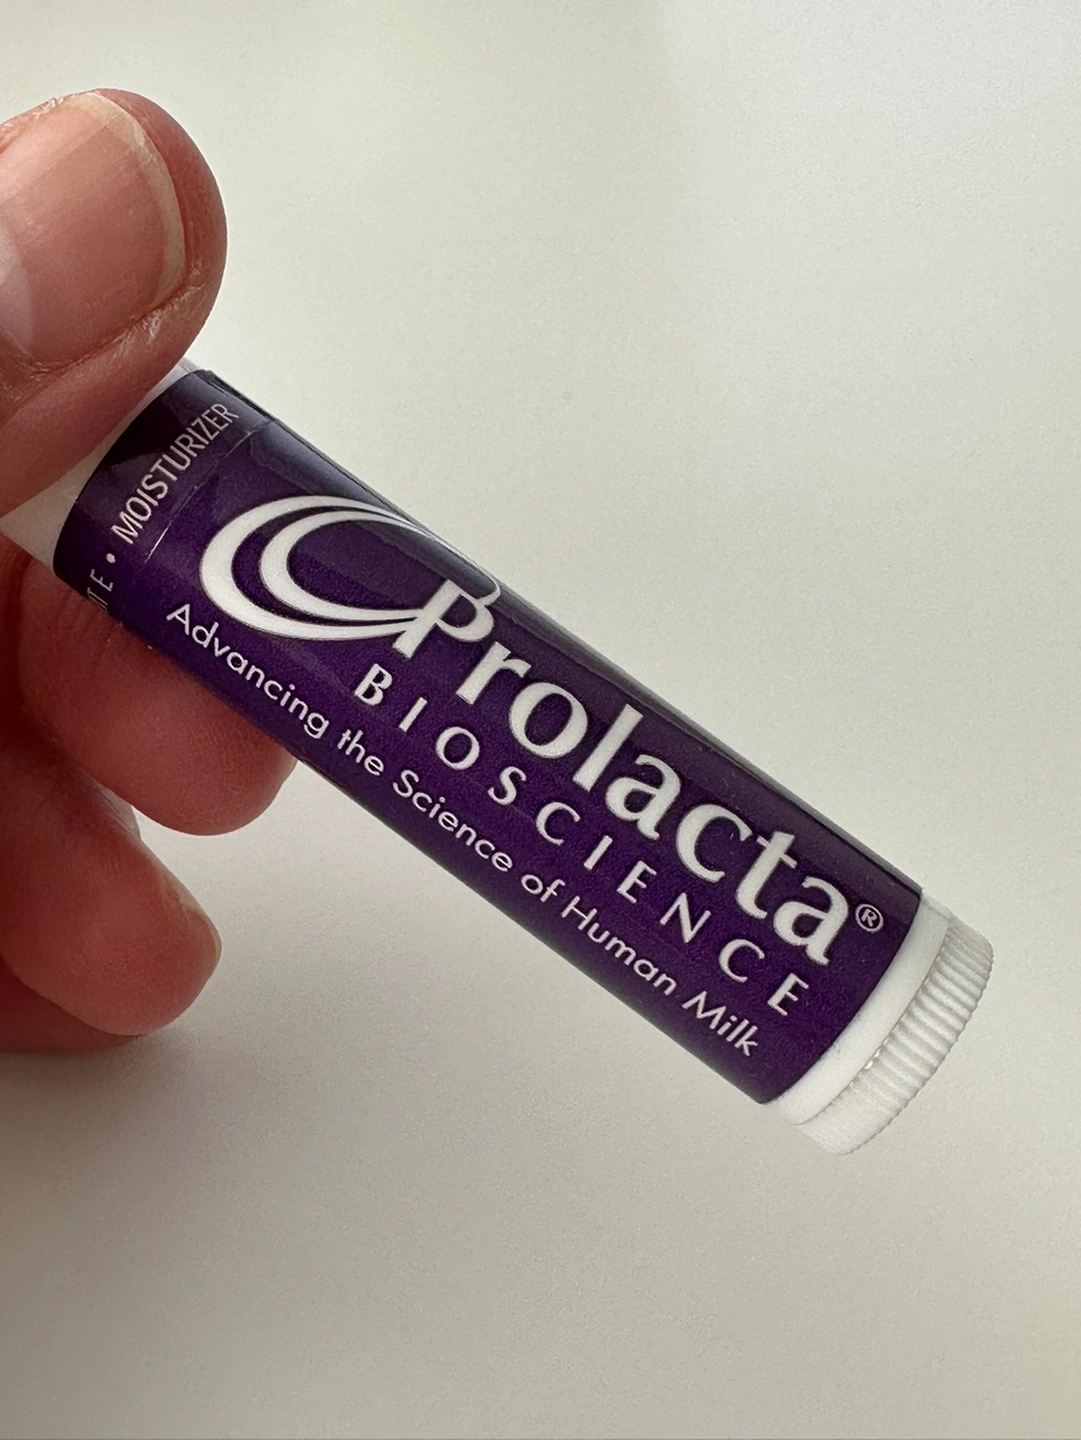 MOISTURIZER
Prolacta®
BIOSCIENCE
Advancing the Science of Human Milk